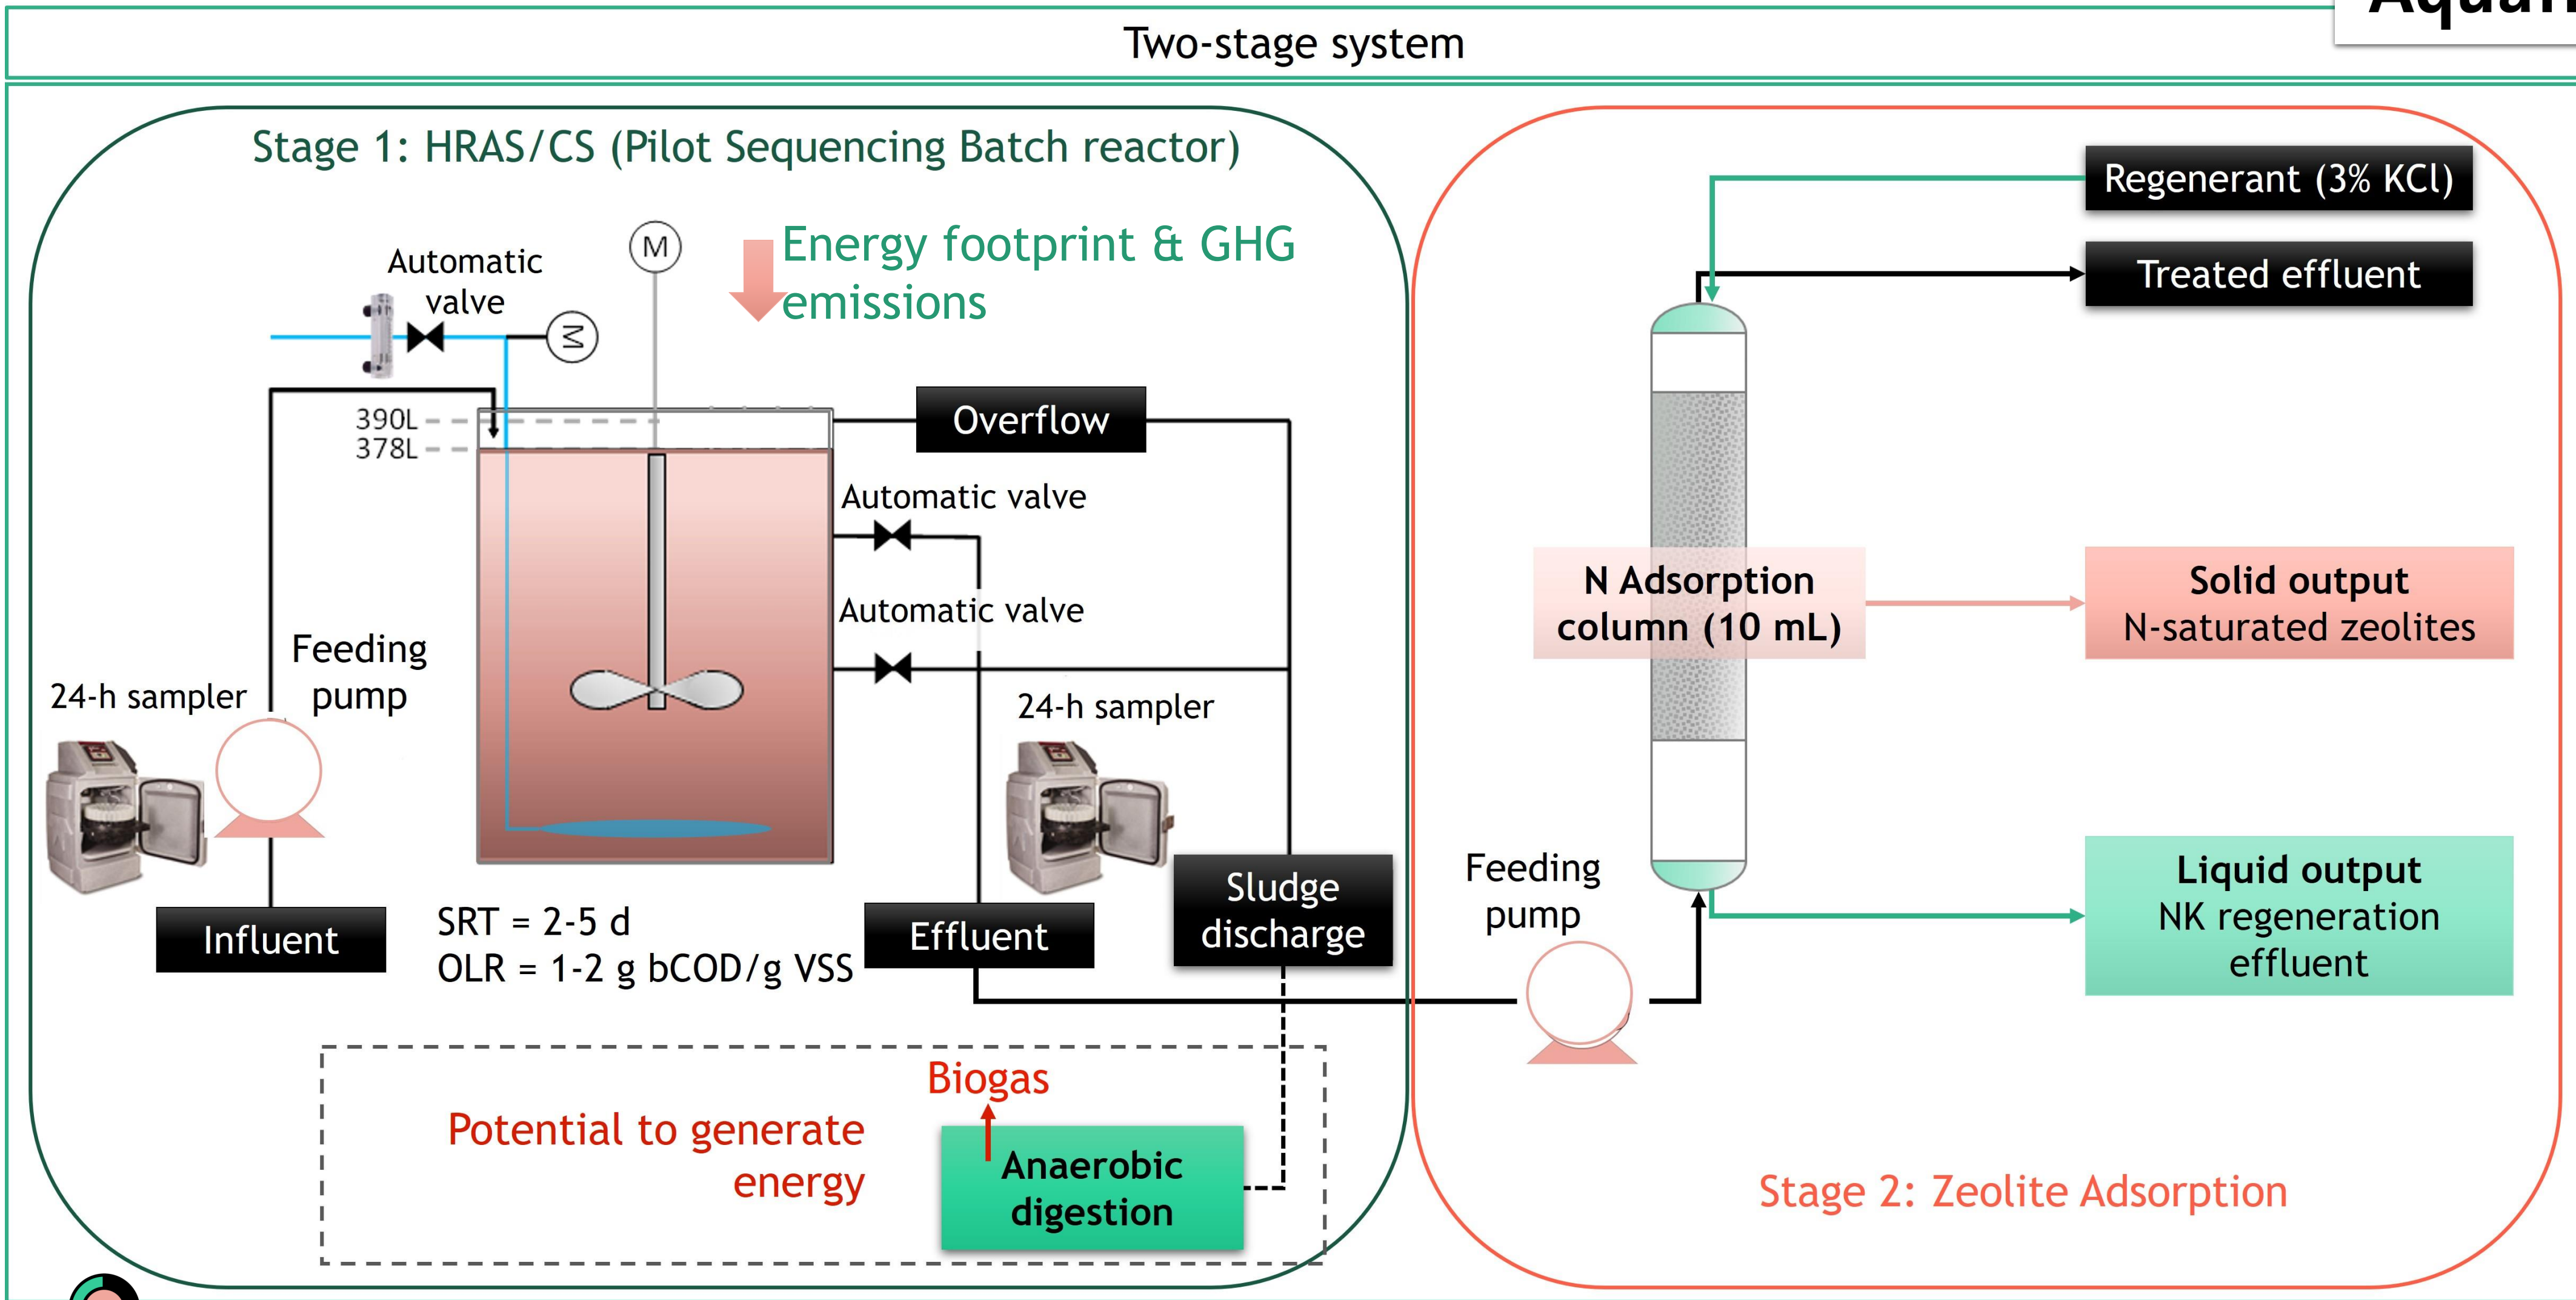 Two-stage system
Stage 1: HRAS/CS (Pilot Sequencing Batch reactor)
M
Energy footprint & GHG
emissions
Automatic
valve
M
390L
378L
Overflow
Automatic valve
Automatic valve
Feeding
pump
24-h sampler
24-h sampler
Influent
SRT = 2-5 d
OLR = 1-2 g bCOD/g VSS
Effluent
Sludge
discharge
Biogas
Potential to generate
energy
Anaerobic
digestion
Regenerant (3% KCl)
Treated effluent
N Adsorption
column (10 mL)
Solid output
N-saturated zeolites
Feeding
pump
Liquid output
NK regeneration
effluent
Stage 2: Zeolite Adsorption